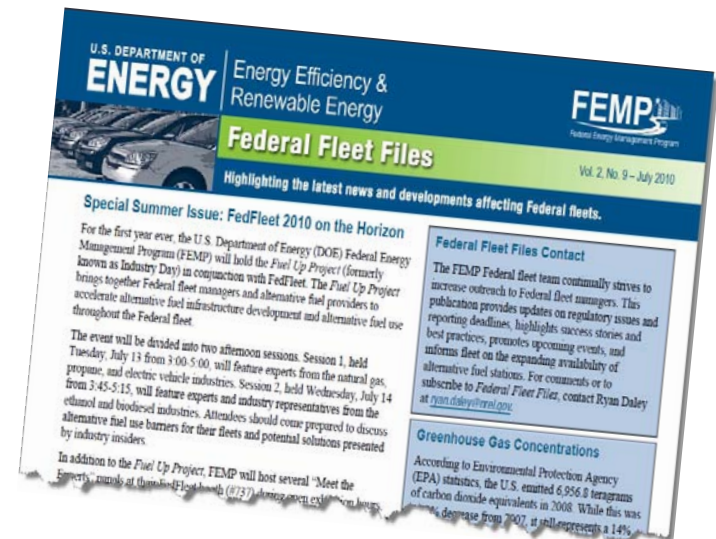 U.S. DEPARTMENT OF
ENERGY
Energy Efficiency &
Renewable Energy
FEMP
Federal Energy Management Program
Federal Fleet Files
Vol. 2, No. 9 – July 2010
Highlighting the latest news and developments affecting Federal fleets.
Special Summer Issue: FedFleet 2010 on the Horizon
For the first year ever, the U.S. Department of Energy (DOE) Federal Energy
Management Program (FEMP) will hold the Fuel Up Project (formerly
known as Industry Day) in conjunction with FedFleet. The Fuel Up Project
brings together Federal fleet managers and alternative fuel providers to
accelerate alternative fuel infrastructure development and alternative fuel use
throughout the Federal fleet.
The event will be divided into two afternoon sessions. Session 1, held
Tuesday, July 13 from 3:00-5:00, will feature experts from the natural gas,
propane, and electric vehicle industries. Session 2, held Wednesday, July 14
from 3:45-5:15, will feature experts and industry representatives from the
ethanol and biodiesel industries. Attendees should come prepared to discuss
alternative fuel use barriers for their fleets and potential solutions presented
by industry insiders.
In addition to the Fuel Up Project, FEMP will host several "Meet the
Experts" panels at their FedFleet booth (#737) during open exhibition hours.
Federal Fleet Files Contact
The FEMP Federal fleet team continually strives to
increase outreach to Federal fleet managers. This
publication provides updates on regulatory issues and
reporting deadlines, highlights success stories and
best practices, promotes upcoming events, and
informs fleet on the expanding availability of
alternative fuel stations. For comments or to
subscribe to Federal Fleet Files, contact Ryan Daley
at ryan.daley@nrel.gov.
Greenhouse Gas Concentrations
According to Environmental Protection Agency
(EPA) statistics, the U.S. emitted 6,956.8 teragrams
of carbon dioxide equivalents in 2008. While this was
decrease from 2007, it still represents a 14%